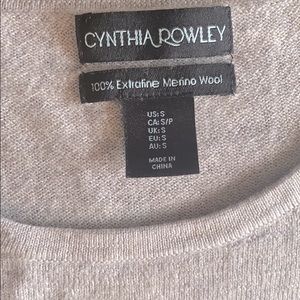 CYNTHIA ROWLEY
100% Extrafine Merino Wool
US: S
CA: S/P
UK: S
EU: S
AU: S
MADE IN
CHINA